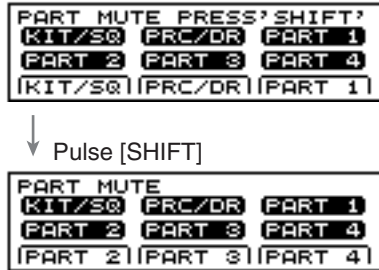 PART MUTE PRESS'SHIFT'
KIT/SQ PRC/DR PART 1
PART 2 PART 3 PART 4
KIT/SQ PRC/DR PART 1
Pulse [SHIFT]
PART MUTE
KIT/SQ PRC/DR PART 1
PART 2 PART 3 PART 4
PART 2 PART 3 PART 4